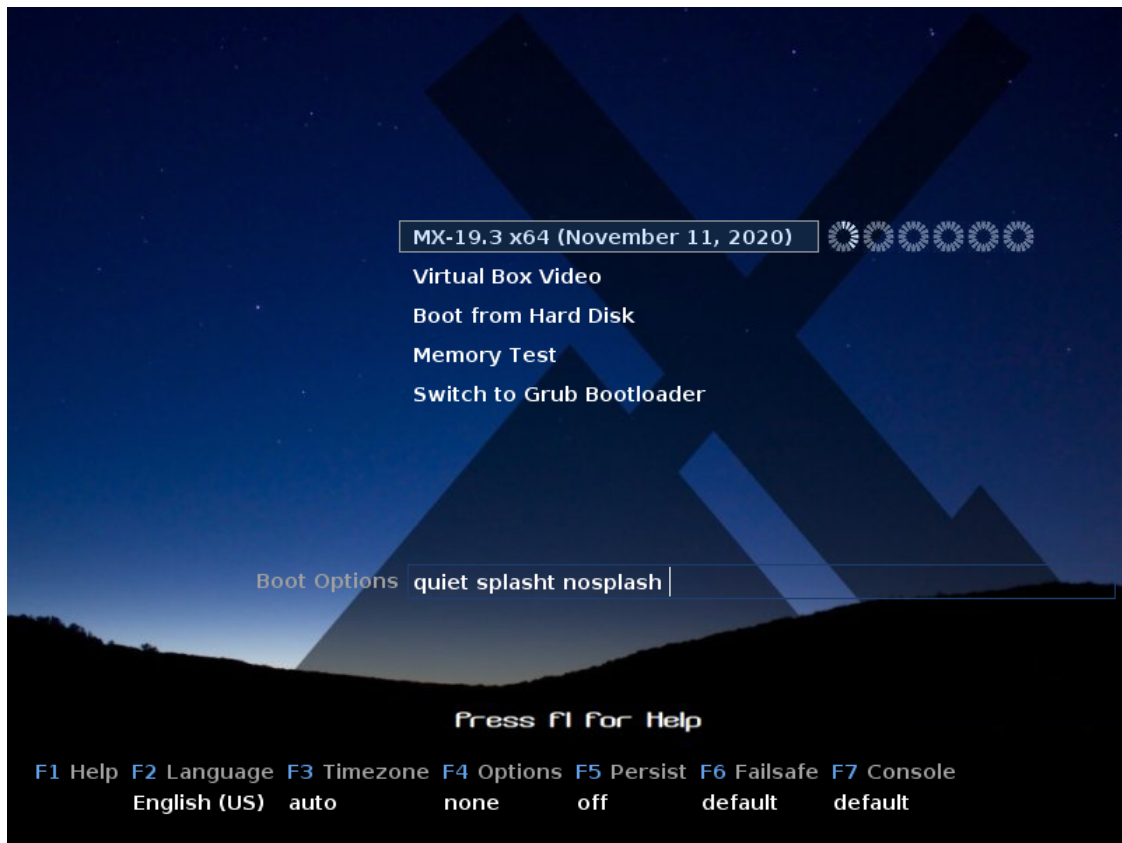 MX-19.3 x64 (November 11, 2020)
Virtual Box Video
Boot from Hard Disk
Memory Test
Switch to Grub Bootloader
Boot Options quiet splasht nosplash
Press F1 for Help
F1 Help F2 Language F3 Timezone F4 Options F5 Persist F6 Failsafe F7 Console
English (US) auto none off default default